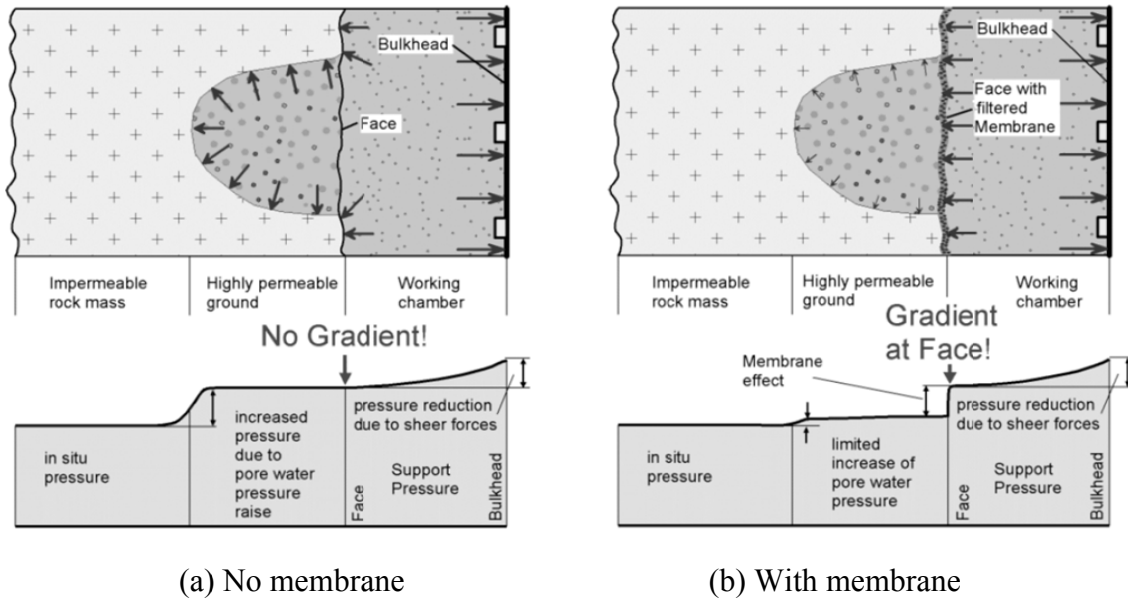 Bulkhead
Face
Impermeable
rock mass
Highly permeable
ground
Working
chamber
No Gradient!
increased
pressure
due to
pore water
pressure
raise
pressure reduction
due to sheer forces
in situ
pressure
Support
Pressure
Face
Bulkhead
(a) No membrane
Bulkhead
Face with
filtered
Membrane
Impermeable
rock mass
Highly permeable
ground
Working
chamber
Gradient
at Face!
Membrane
effect
pressure reduction
due to sheer forces
in situ
pressure
limited
increase of
pore water
pressure
Support
Pressure
Face
Bulkhead
(b) With membrane